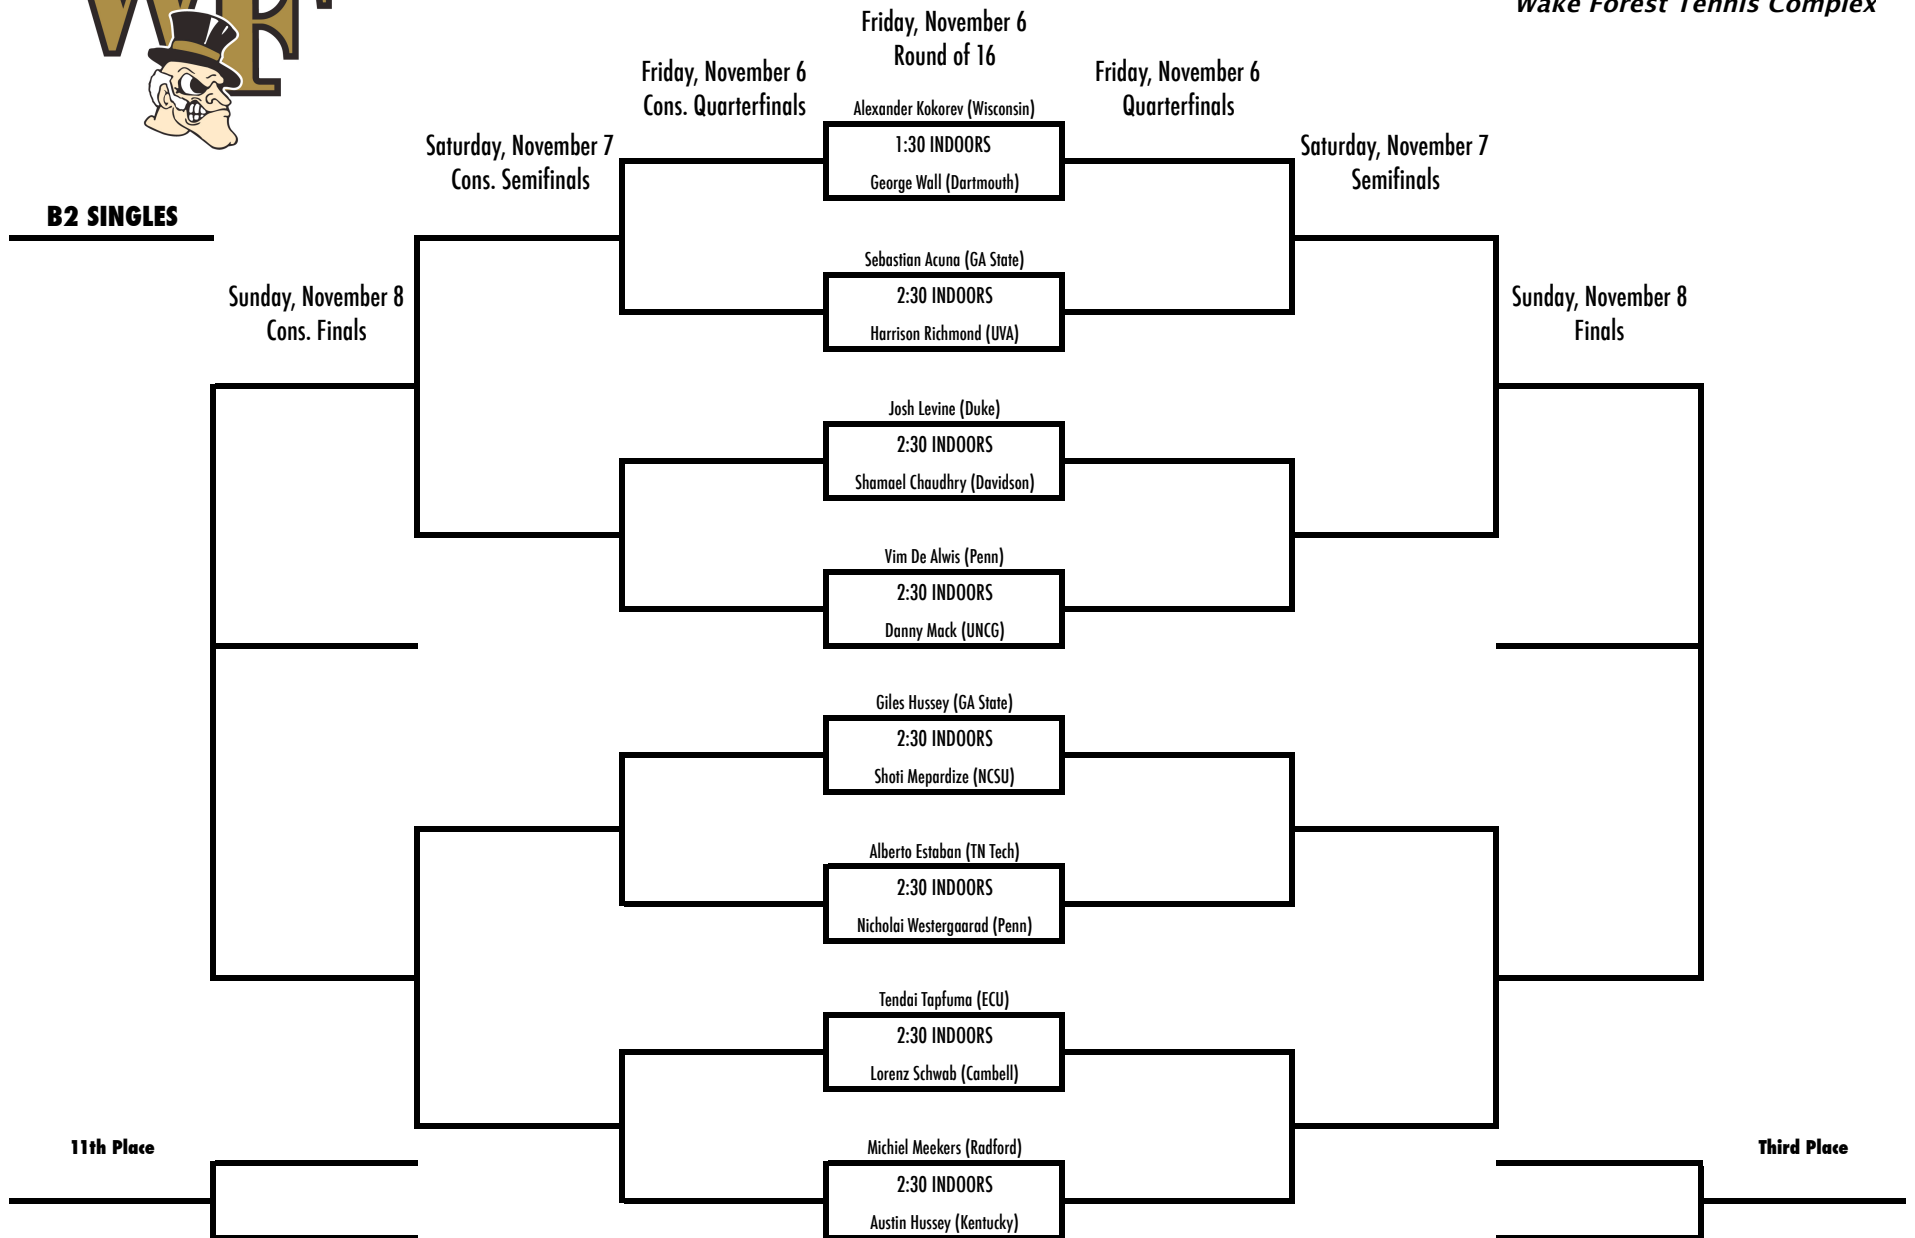 WF
Wake Forest Tennis Complex
Friday, November 6
Round of 16
Friday, November 6
Cons. Quarterfinals
Friday, November 6
Quarterfinals
Saturday, November 7
Cons. Semifinals
Saturday, November 7
Semifinals
B2 SINGLES
Sunday, November 8
Cons. Finals
Sunday, November 8
Finals
Alexander Kokorev (Wisconsin)
1:30 INDOORS
George Wall (Dartmouth)
Sebastian Acuna (GA State)
2:30 INDOORS
Harrison Richmond (UVA)
Josh Levine (Duke)
2:30 INDOORS
Shamael Chaudhry (Davidson)
Vim De Alwis (Penn)
2:30 INDOORS
Danny Mack (UNCG)
Giles Hussey (GA State)
2:30 INDOORS
Shoti Mepardize (NCSU)
Alberto Estaban (TN Tech)
2:30 INDOORS
Nicholai Westergaarad (Penn)
Tendai Tapfuma (ECU)
2:30 INDOORS
Lorenz Schwab (Cambell)
Michiel Meekers (Radford)
2:30 INDOORS
Austin Hussey (Kentucky)
11th Place
Third Place